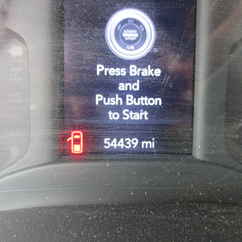 Press Brake
and
Push Button
to Start
54439 mi